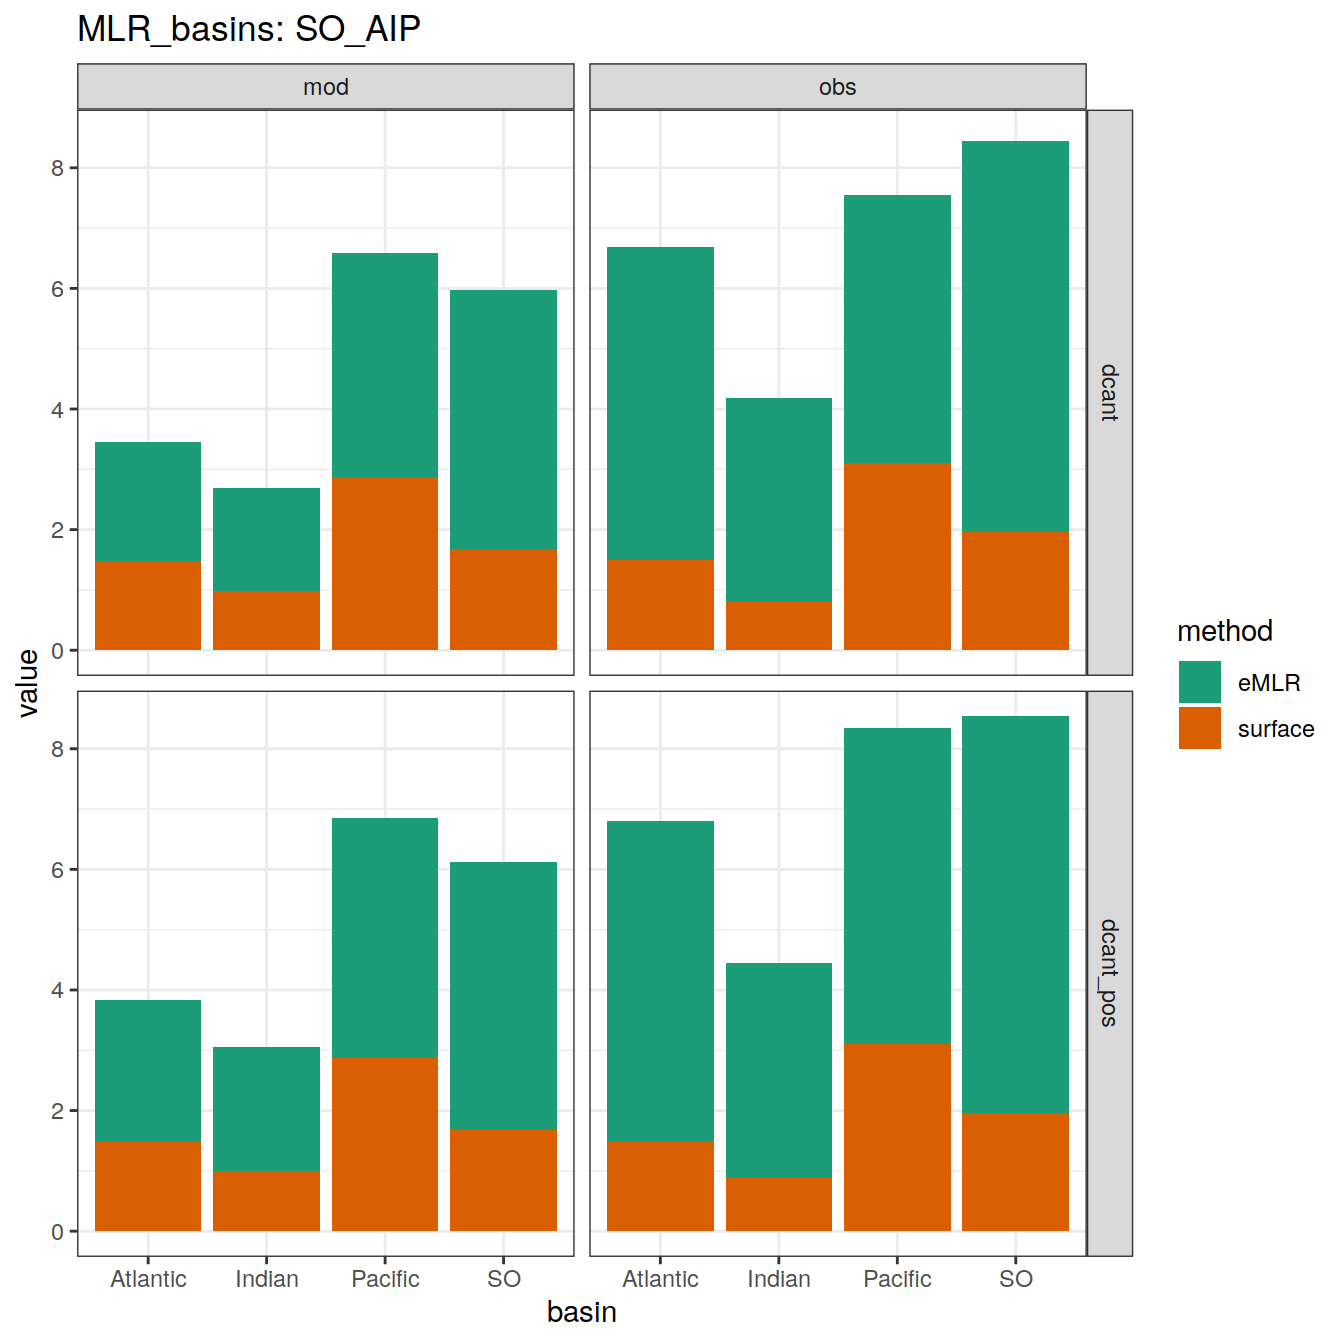 MLR_basins: SO_AIP
mod
obs
8
6
4
2
0
dcant
8
6
4
2
0
dcant_pos
value
Atlantic
Indian
Pacific
SO
Atlantic
Indian
Pacific
SO
basin
method
eMLR
surface